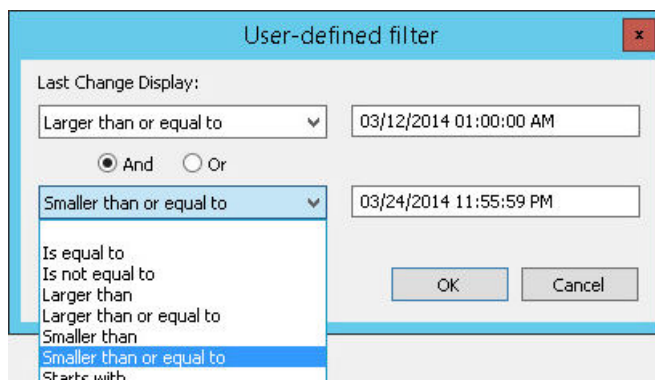 User-defined filter
x
Last Change Display:
Larger than or equal to
03/12/2014 01:00:00 AM
And
Or
Smaller than or equal to
03/24/2014 11:55:59 PM
Is equal to
Is not equal to
Larger than
Larger than or equal to
Smaller than
Smaller than or equal to
Starts with
OK
Cancel